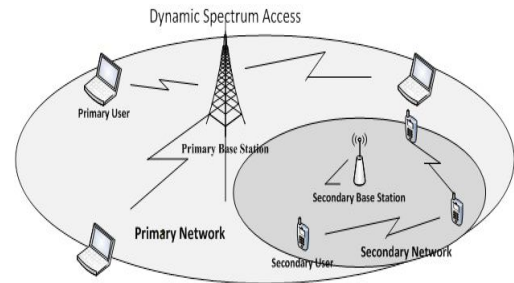 Dynamic Spectrum Access
Primary User
Primary Base Station
Secondary Base Station
Primary Network
Secondary User
Secondary Network